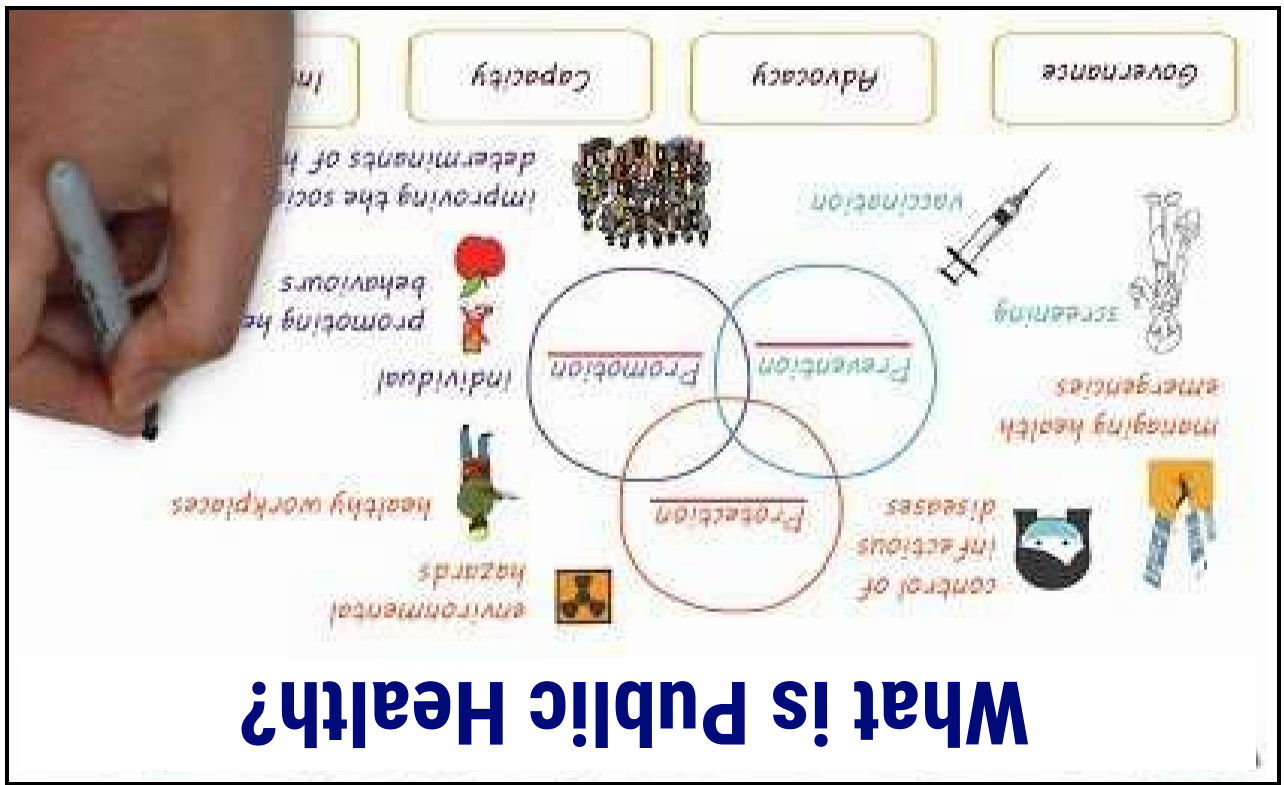 What is Public Health?
control of
infectious
diseases
managing health
emergencies
screening
vaccination
Protection
Prevention
Promotion
environmental
hazards
healthy workplaces
individual
promoting
behaviours
improving the
determinants of
Governance
Advocacy
Capacity